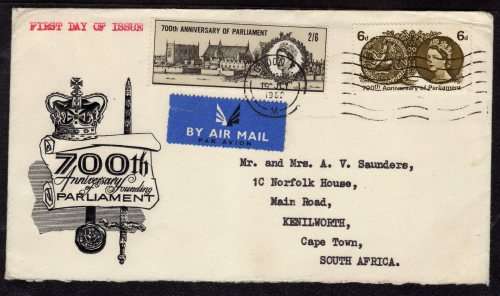 FIRST DAY OF ISSUE
700th ANNIVERSARY OF PARLIAMENT 2/6
6d 6d
700th Anniversary of Parliament
BY AIR MAIL
PAR AVION
700th
Anniversary
of Founding
PARLIAMENT
Mr. and Mrs. A. V. Saunders,
1C Norfolk House,
Main Road,
KENILWORTH,
Cape Town,
SOUTH AFRICA.